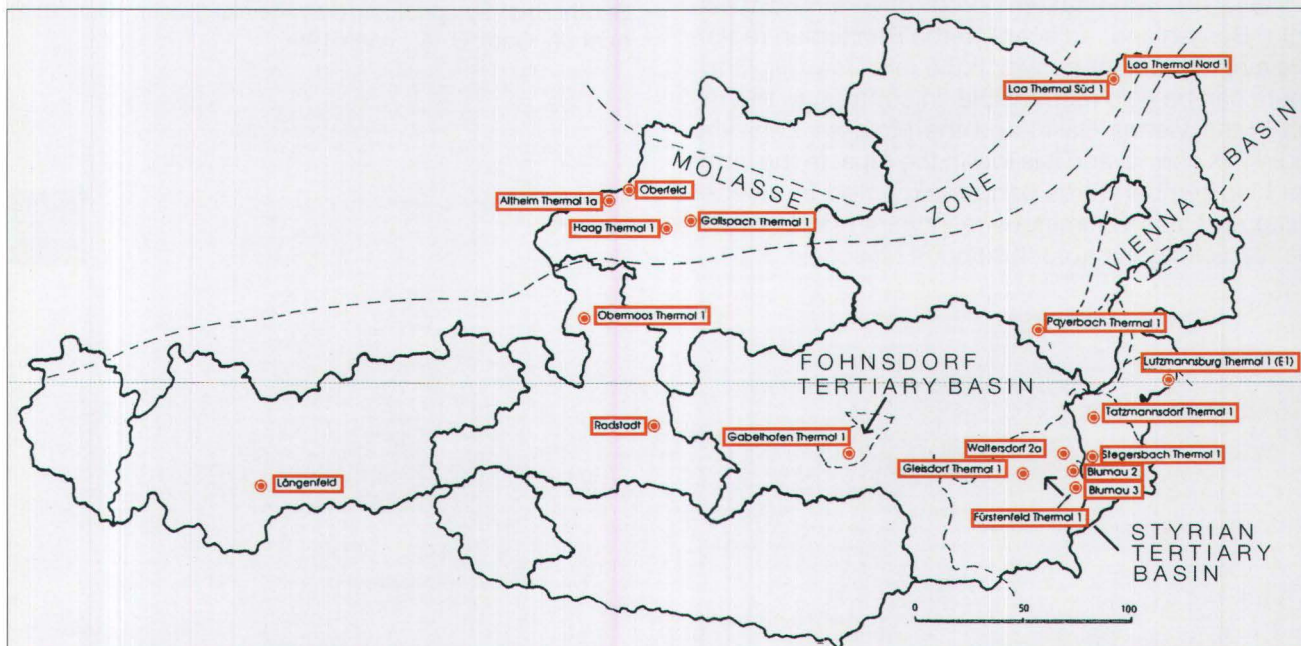 Laa Thermal Nord 1
Laa Thermal Süd 1
BASIN
MOLASSE
Oberfeld
Altheim Thermal 1a
ZONE
Haag Thermal 1
Gallspach Thermal 1
VIENNA
Obermoos Thermal 1
Payerbach Thermal 1
FOHNSDORF
TERTIARY BASIN
Lutzmannsburg Thermal 1 (E1)
Tatzmannsdorf Thermal 1
Radstadt
Gabelhofen Thermal 1
Waltersdorf 2a
Stegersbach Thermal 1
Gleisdorf Thermal 1
Blumau 2
Längenfeld
Blumau 3
Fürstenfeld Thermal 1
STYRIAN
TERTIARY
BASIN
0 50 100